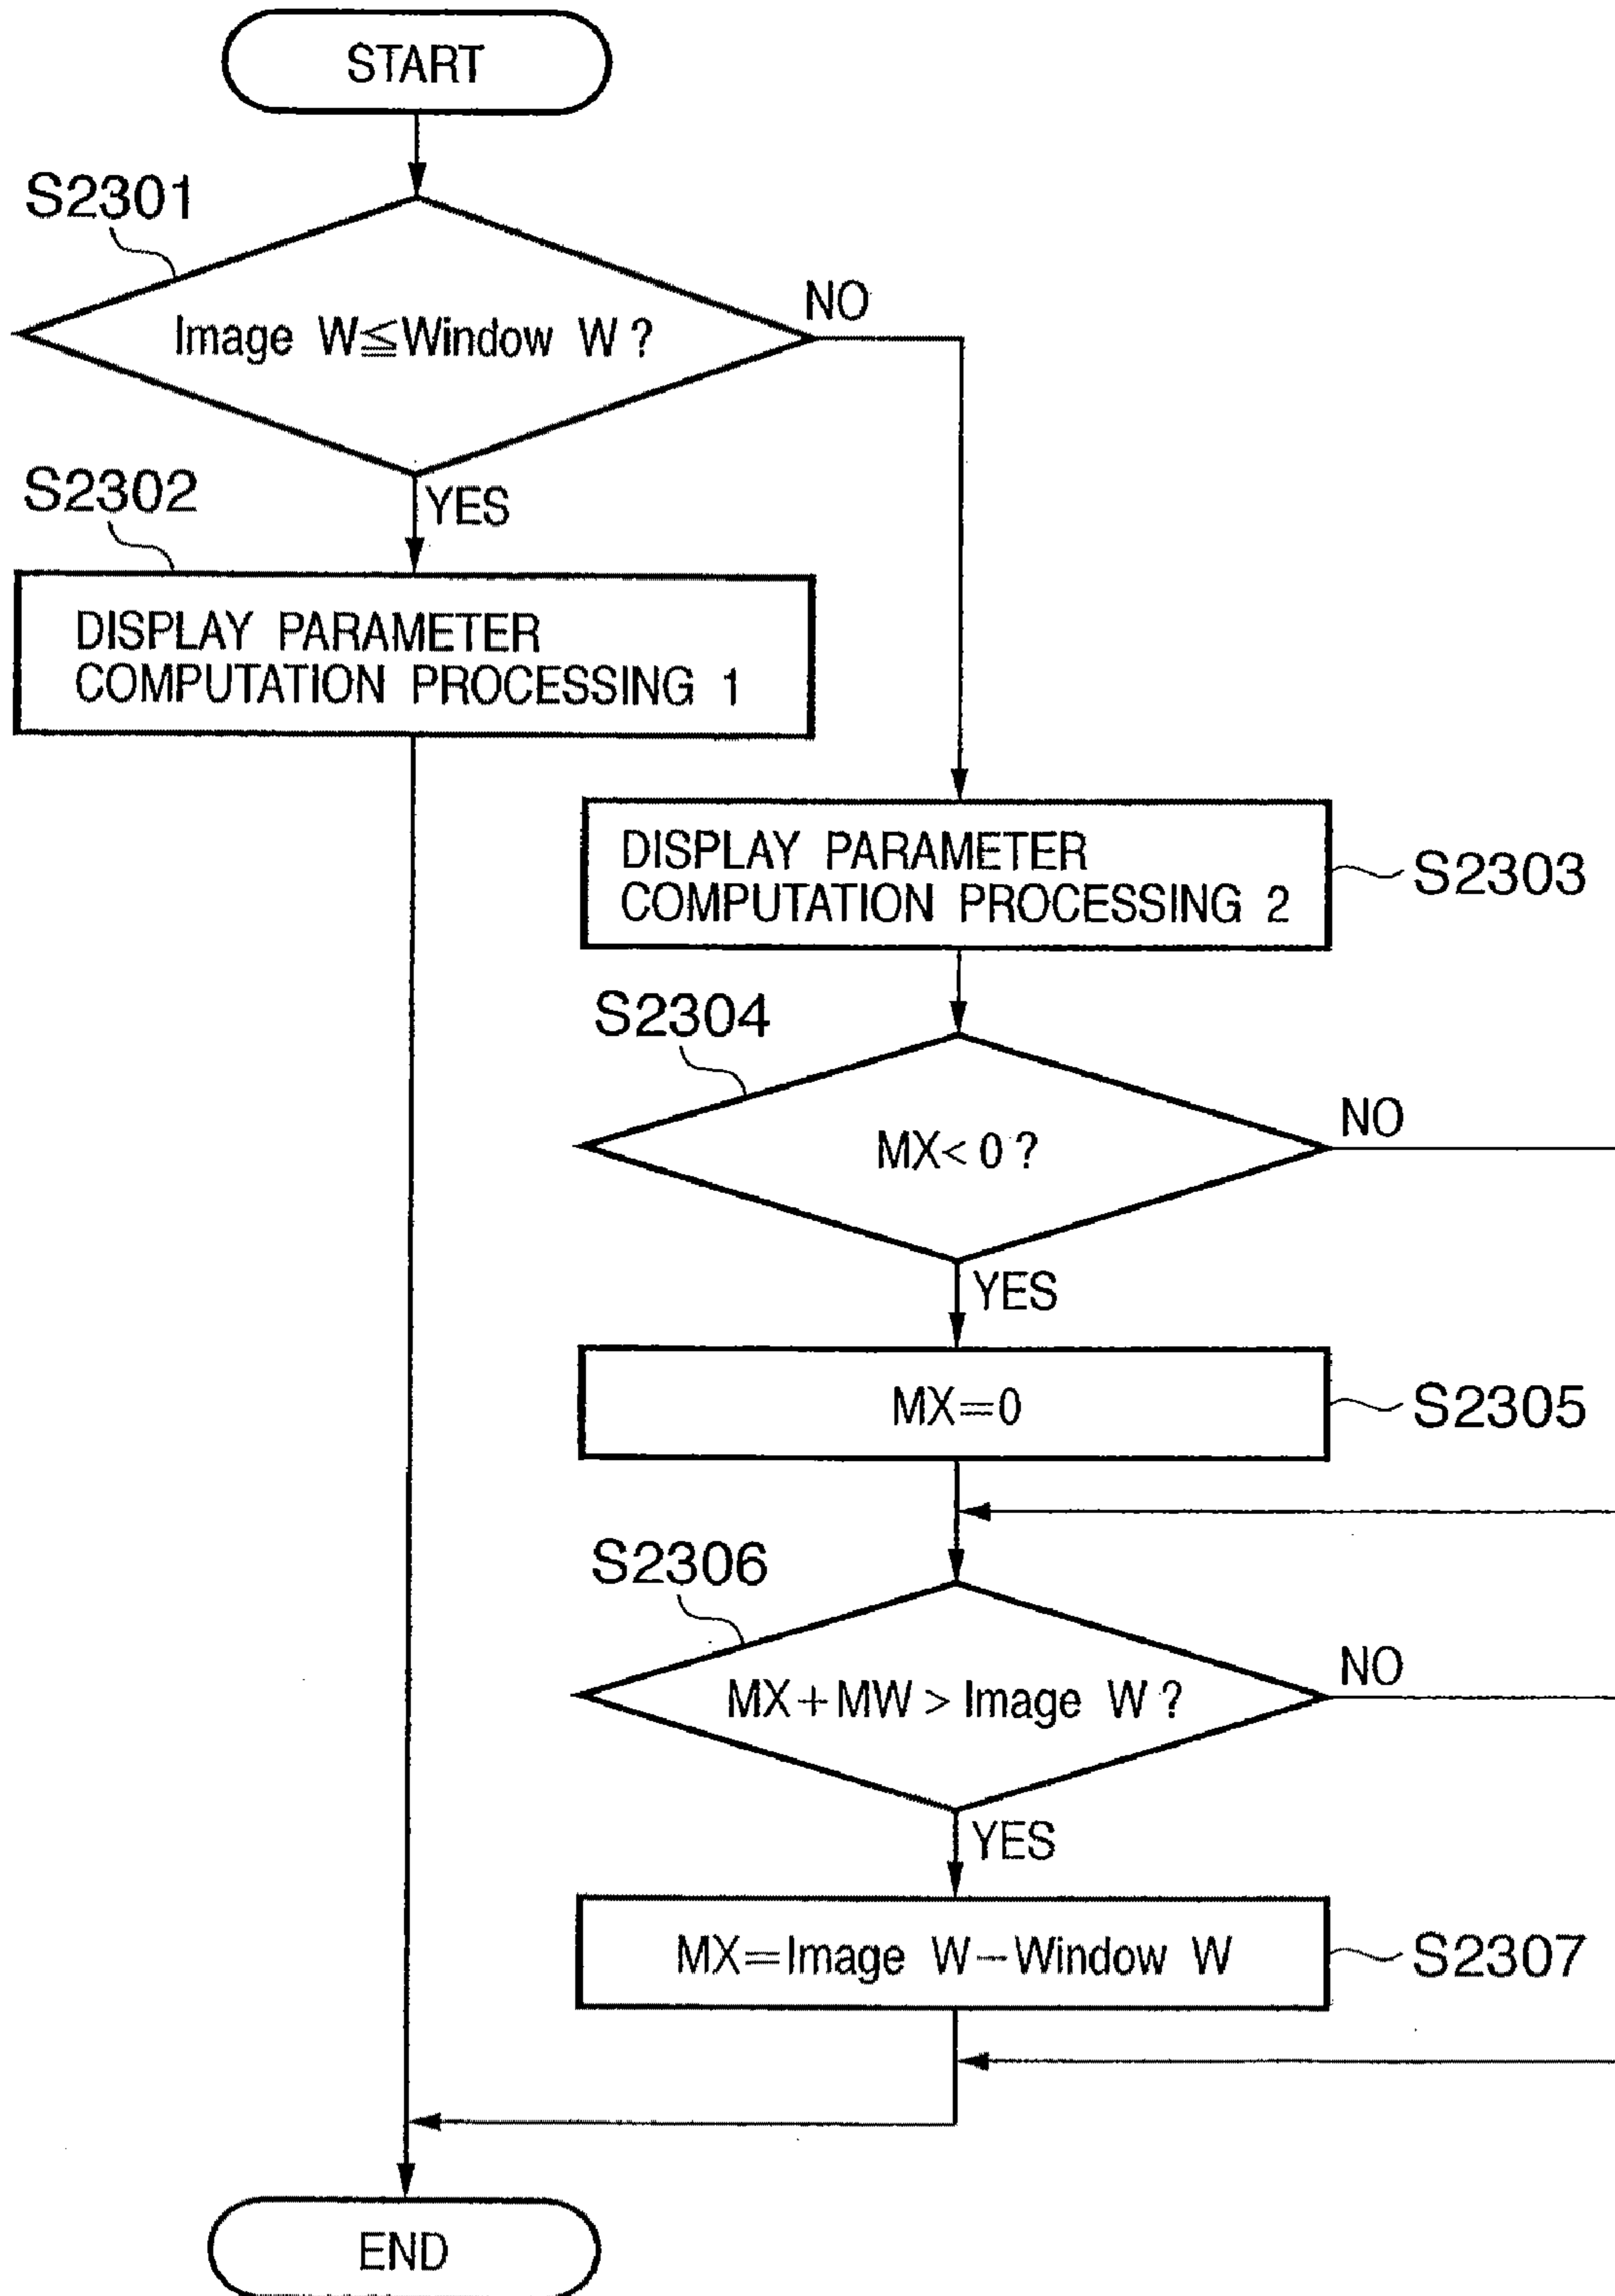 START
S2301
NO
Image W≦Window W ?
S2302
YES
DISPLAY PARAMETER
COMPUTATION PROCESSING 1
DISPLAY PARAMETER
COMPUTATION PROCESSING 2
S2303
S2304
NO
MX< 0 ?
YES
MX=0
S2305
S2306
NO
MX+MW > Image W ?
YES
MX=Image W−Window W
S2307
END